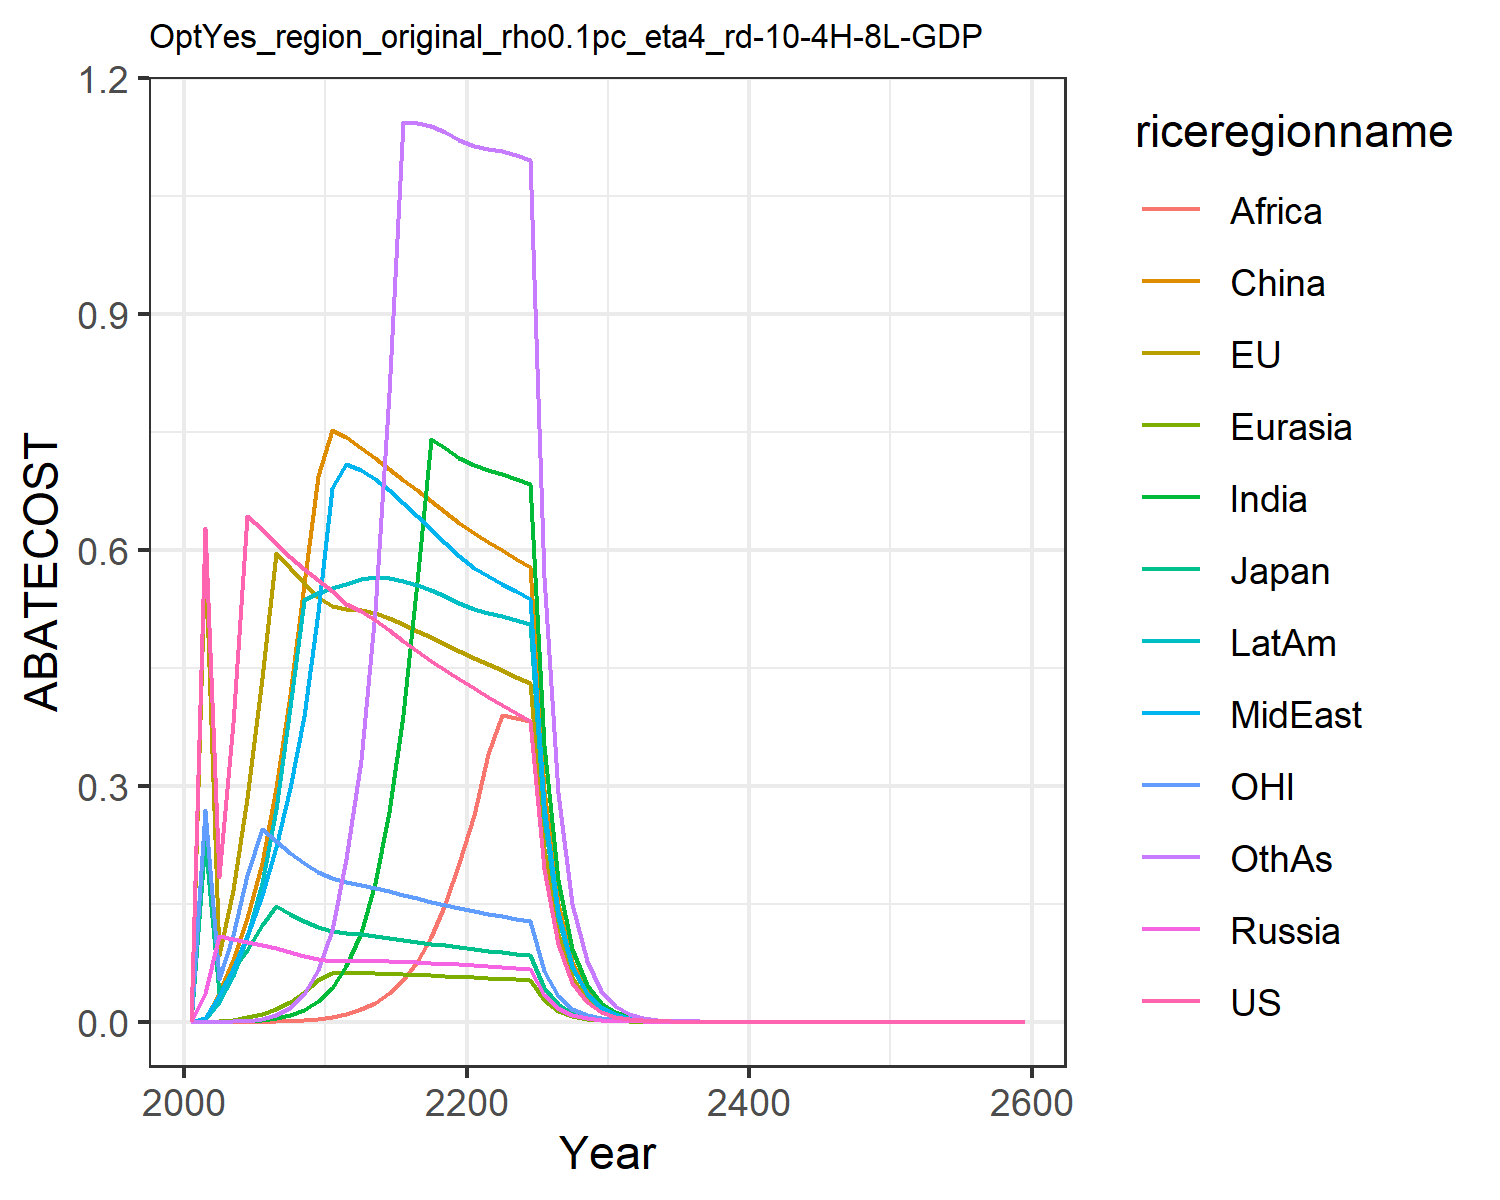 OptYes_region_original_rho0.1pc_eta4_rd-10-4H-8L-GDP
1.2
0.9
0.6
0.3
0.0
ABATECOST
2000
2200
2400
2600
Year
riceregionname
Africa
China
EU
Eurasia
India
Japan
LatAm
MidEast
OHI
OthAs
Russia
US